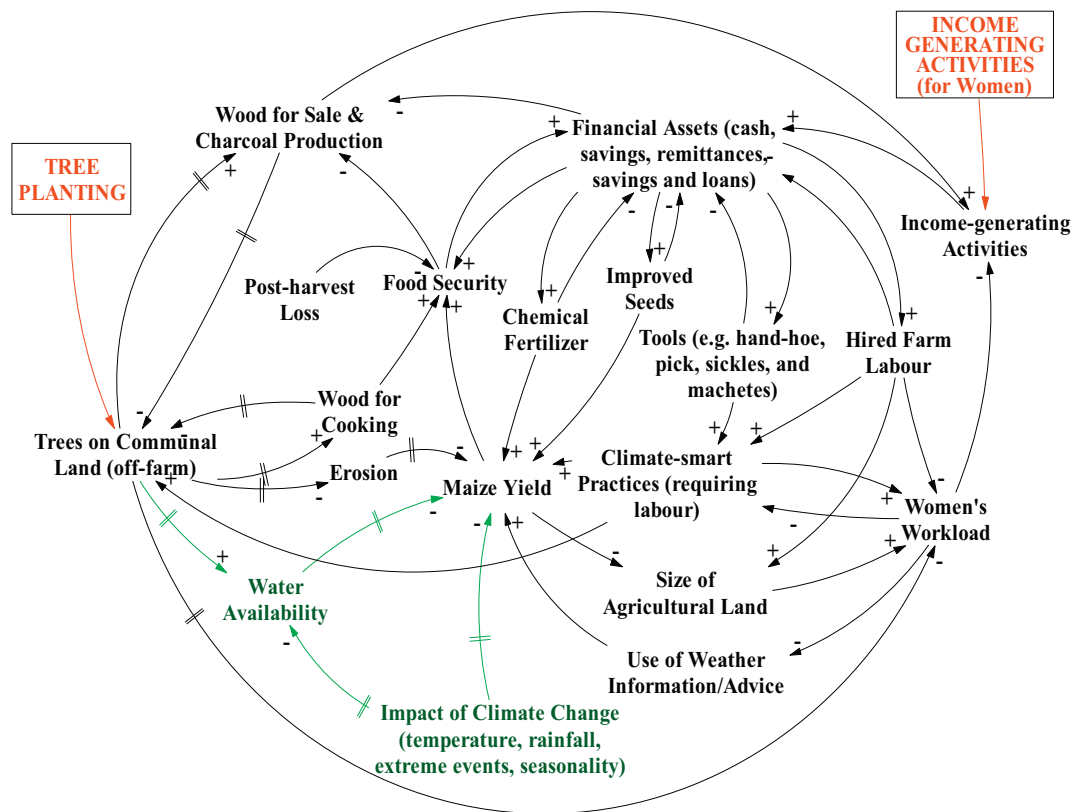 INCOME
GENERATING
ACTIVITIES
(for Women)
Wood for Sale &
Charcoal Production
Financial Assets (cash,
savings, remittances,
savings and loans)
TREE
PLANTING
Income-generating
Activities
Post-harvest
Loss
Food Security
Improved
Seeds
Chemical
Fertilizer
Tools (e.g. hand-hoe,
pick, sickles, and
machetes)
Hired Farm
Labour
Wood for
Cooking
Trees on Communal
Land (off-farm)
Erosion
Maize Yield
Climate-smart
Practices (requiring
labour)
Women's
Workload
Water
Availability
Size of
Agricultural Land
Use of Weather
Information/Advice
Impact of Climate Change
(temperature, rainfall,
extreme events, seasonality)